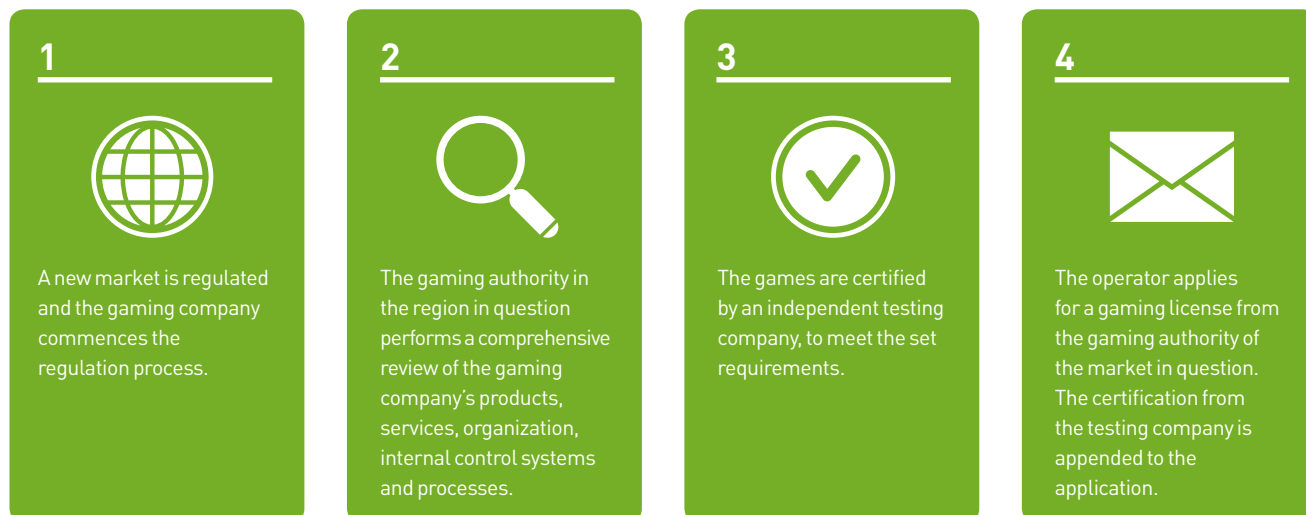 1
A new market is regulated
and the gaming company
commences the
regulation process.
2
The gaming authority in
the region in question
performs a comprehensive
review of the gaming
company's products,
services, organization,
internal control systems
and processes.
3
The games are certified
by an independent testing
company, to meet the set
requirements.
4
The operator applies
for a gaming license from
the gaming authority of
the market in question.
The certification from
the testing company is
appended to the
application.